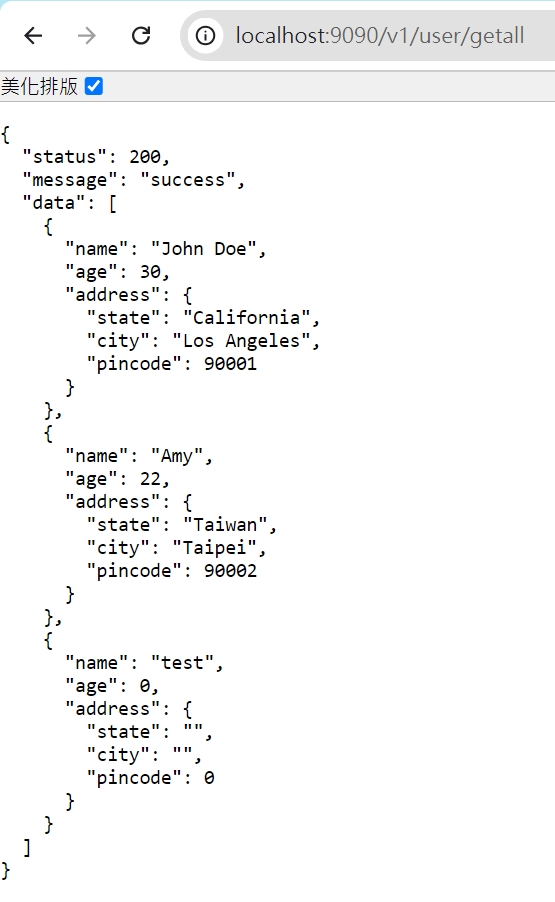 localhost:9090/v1/user/getall
美化排版
{
  "status": 200,
  "message": "success",
  "data": [
    {
      "name": "John Doe",
      "age": 30,
      "address": {
        "state": "California",
        "city": "Los Angeles",
        "pincode": 90001
      }
    },
    {
      "name": "Amy",
      "age": 22,
      "address": {
        "state": "Taiwan",
        "city": "Taipei",
        "pincode": 90002
      }
    },
    {
      "name": "test",
      "age": 0,
      "address": {
        "state": "",
        "city": "",
        "pincode": 0
      }
    }
  ]
}